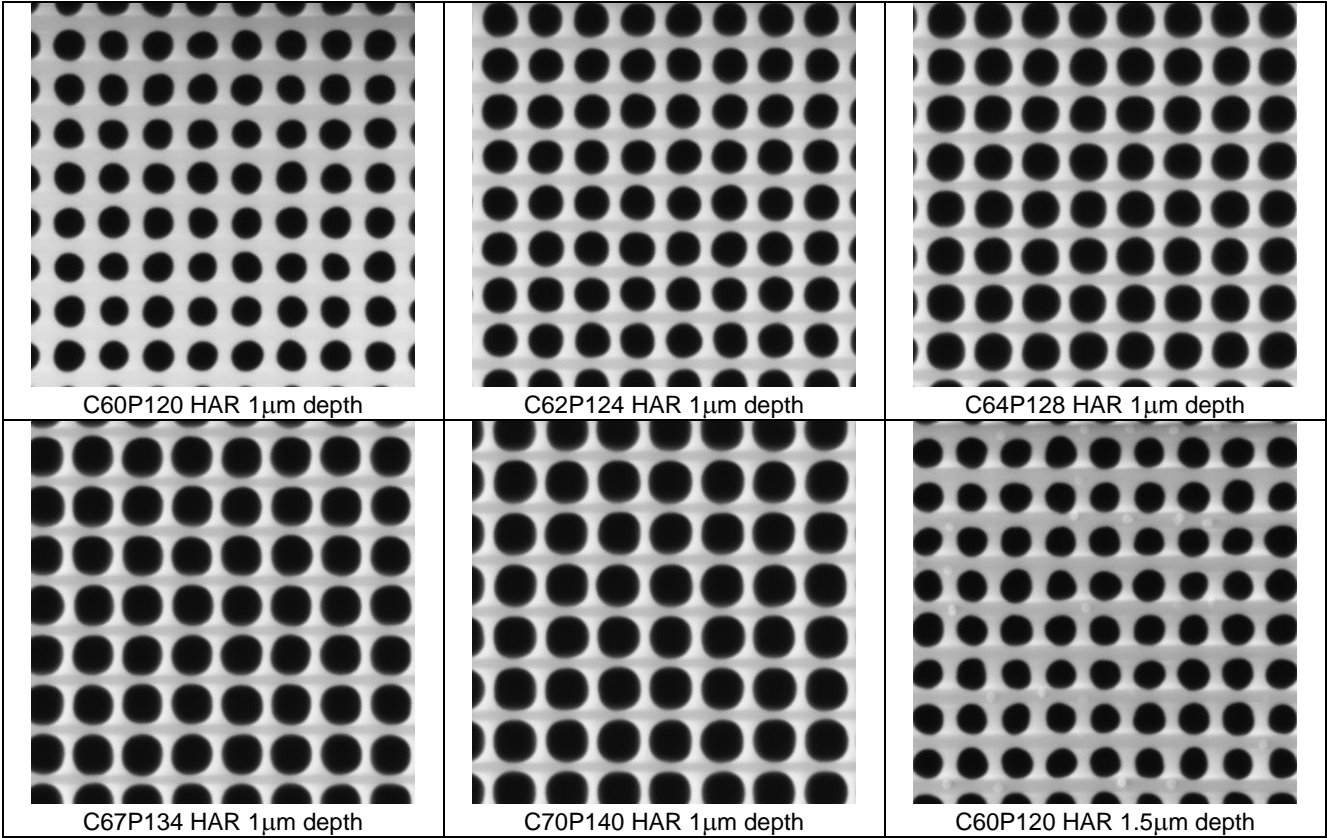 C60P120 HAR 1μm depth
C62P124 HAR 1μm depth
C64P128 HAR 1μm depth
C67P134 HAR 1μm depth
C70P140 HAR 1μm depth
C60P120 HAR 1.5μm depth